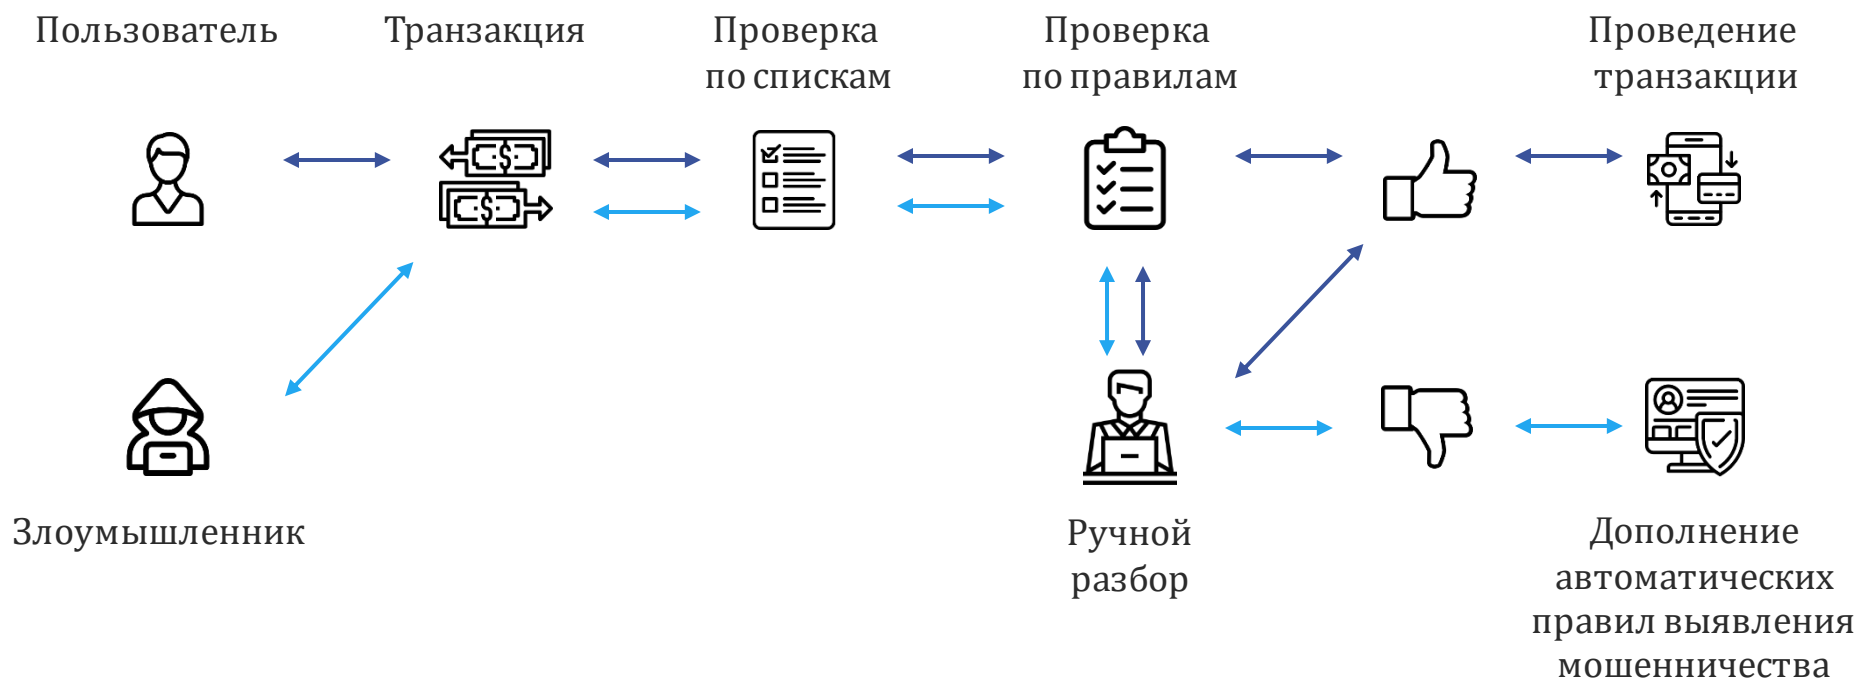 Пользователь
Транзакция
Проверка
по спискам
Проверка
по правилам
Проведение
транзакции
Злоумышленник
Ручной
разбор
Дополнение
автоматических
правил выявления
мошенничества